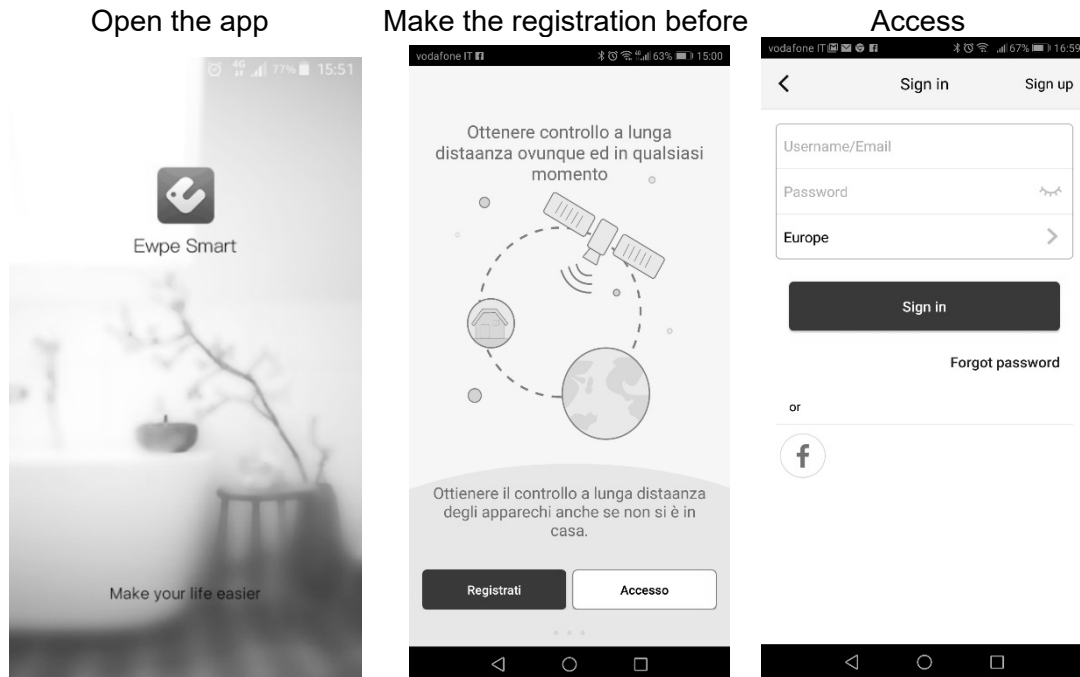 Open the app
Make the registration before
Access
4G 77% 15:51
Ewpe Smart
Make your life easier
vodafone IT 63% 15:00
Ottenere controllo a lunga
distaanza ovunque ed in qualsiasi
momento
Ottienere il controllo a lunga distaanza
degli apparechi anche se non si è in
casa.
Registrati
Accesso
vodafone IT 67% 16:59
Sign in
Sign up
Username/Email
Password
Europe
Sign in
Forgot password
or
f